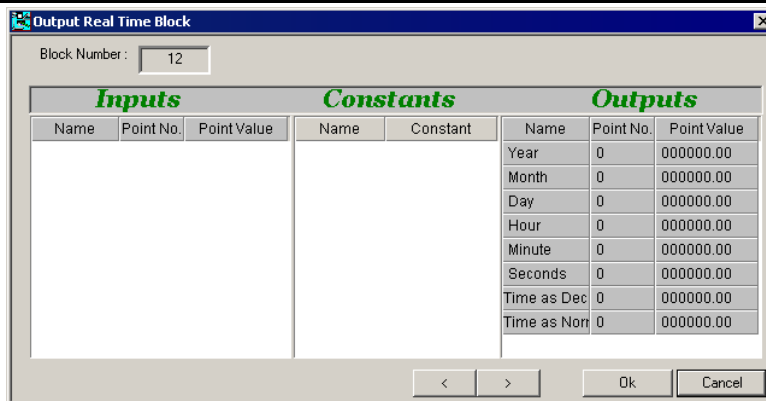 Output Real Time Block
Block Number : 12
Inputs Constants Outputs
Name Point No. Point Value Name Constant Name Point No. Point Value
Year 0 000000.00
Month 0 000000.00
Day 0 000000.00
Hour 0 000000.00
Minute 0 000000.00
Seconds 0 000000.00
Time as Dec 0 000000.00
Time as Norr 0 000000.00
< > Ok Cancel